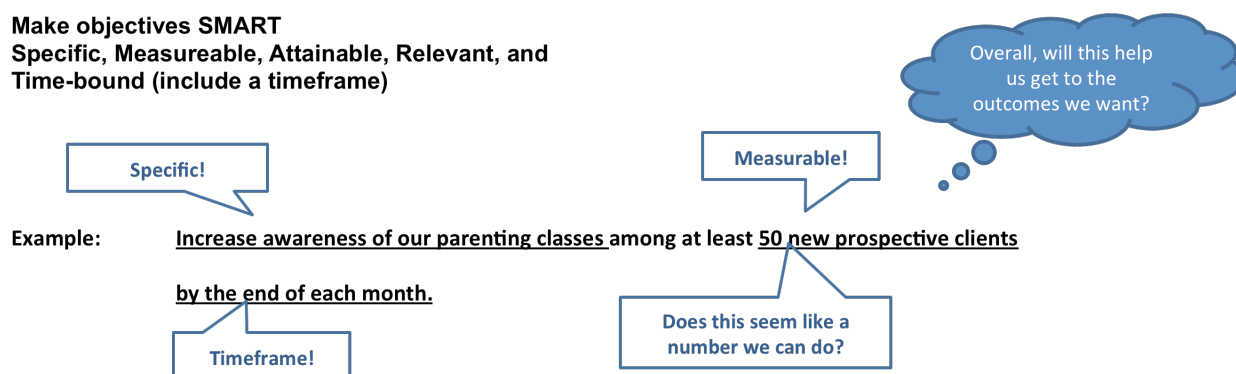 Make objectives SMART
Specific, Measureable, Attainable, Relevant, and
Time-bound (include a timeframe)
Overall, will this help
us get to the
outcomes we want?
Specific!
Measurable!
Example: Increase awareness of our parenting classes among at least 50 new prospective clients
by the end of each month.
Does this seem like a
number we can do?
Timeframe!